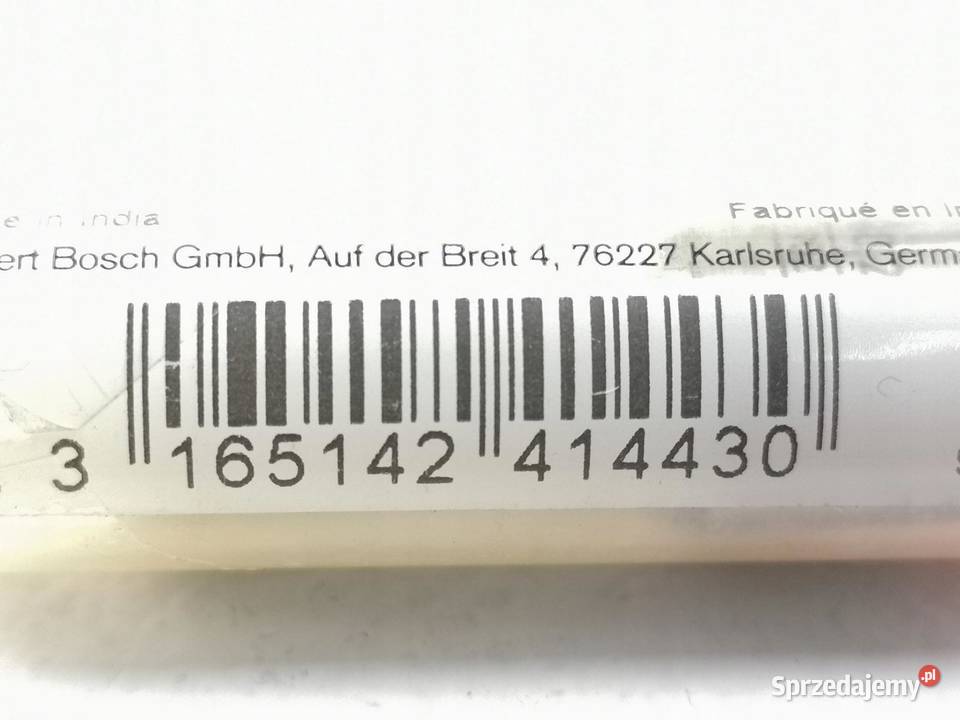 e in India
Fabriqué en In
ert Bosch GmbH, Auf der Breit 4, 76227 Karlsruhe, Germ
3 165142 414430
Sprzedajemy.pl